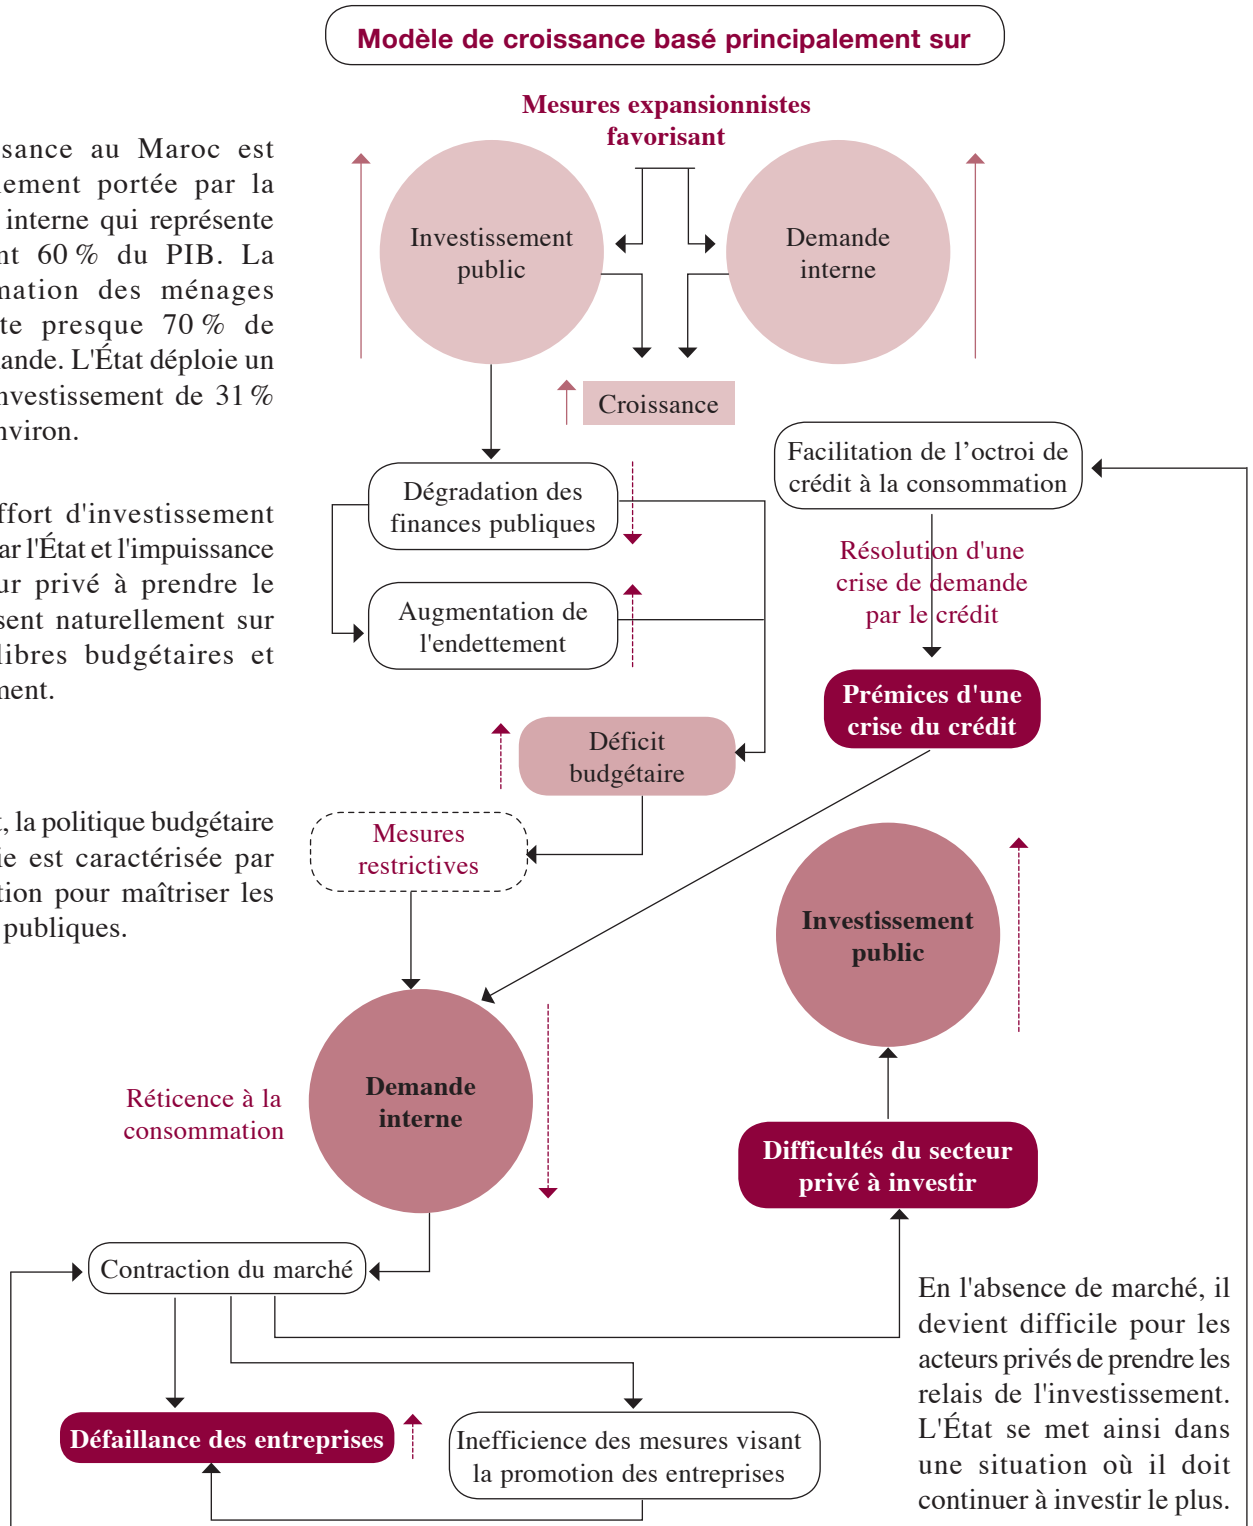 Modèle de croissance basé principalement sur
Mesures expansionnistes
favorisant
ssance au Maroc est
lement portée par la
interne qui représente
nt 60 % du PIB. La
mation des ménages
te presque 70 % de
ande. L'État déploie un
nvestissement de 31 %
nviron.
Investissement
public
Demande
interne
Croissance
Facilitation de l’octroi de
crédit à la consommation
Dégradation des
finances publiques
ffort d'investissement
ar l'État et l'impuissance
ur privé à prendre le
sent naturellement sur
libres budgétaires et
ment.
Résolution d'une
crise de demande
par le crédit
Augmentation de
l'endettement
Prémices d'une
crise du crédit
Déficit
budgétaire
t, la politique budgétaire
ie est caractérisée par
tion pour maîtriser les
publiques.
Mesures
restrictives
Investissement
public
Réticence à la
consommation
Demande
interne
Difficultés du secteur
privé à investir
Contraction du marché
En l'absence de marché, il
devient difficile pour les
acteurs privés de prendre les
relais de l'investissement.
L'État se met ainsi dans
une situation où il doit
continuer à investir le plus.
Défaillance des entreprises
Inefficience des mesures visant
la promotion des entreprises